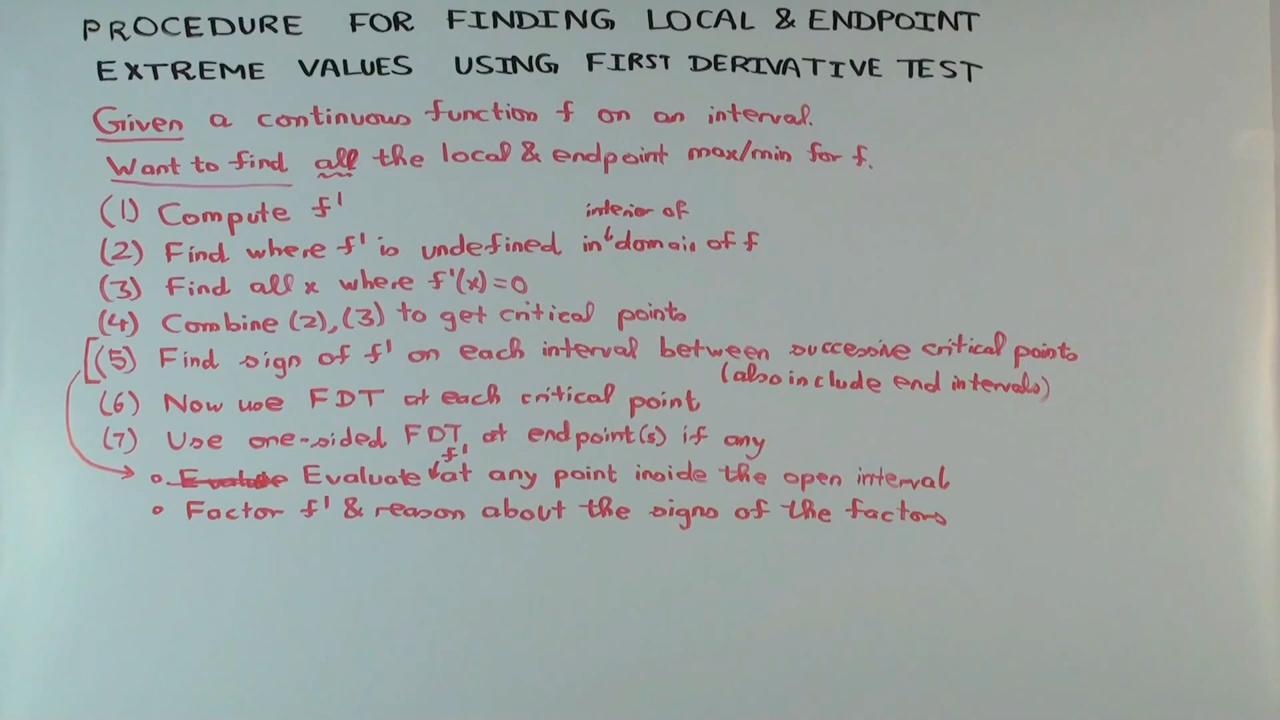 PROCEDURE FOR FINDING LOCAL & ENDPOINT
EXTREME VALUES USING FIRST DERIVATIVE TEST
Given a continuous function f on an interval.
Want to find all the local & endpoint max/min for f.
(1) Compute f'
interior of
(2) Find where f' is undefined in domain of f
(3) Find all x where f'(x)=0
(4) Combine (2), (3) to get critical points
(5) Find sign of f' on each interval between successive critical points
(also include end intervals)
(6) Now use FDT at each critical point
(7) Use one-sided FDT at endpoint(s) if any
f'
Evaluate Evaluate at any point inside the open interval
Factor f' & reason about the signs of the factors